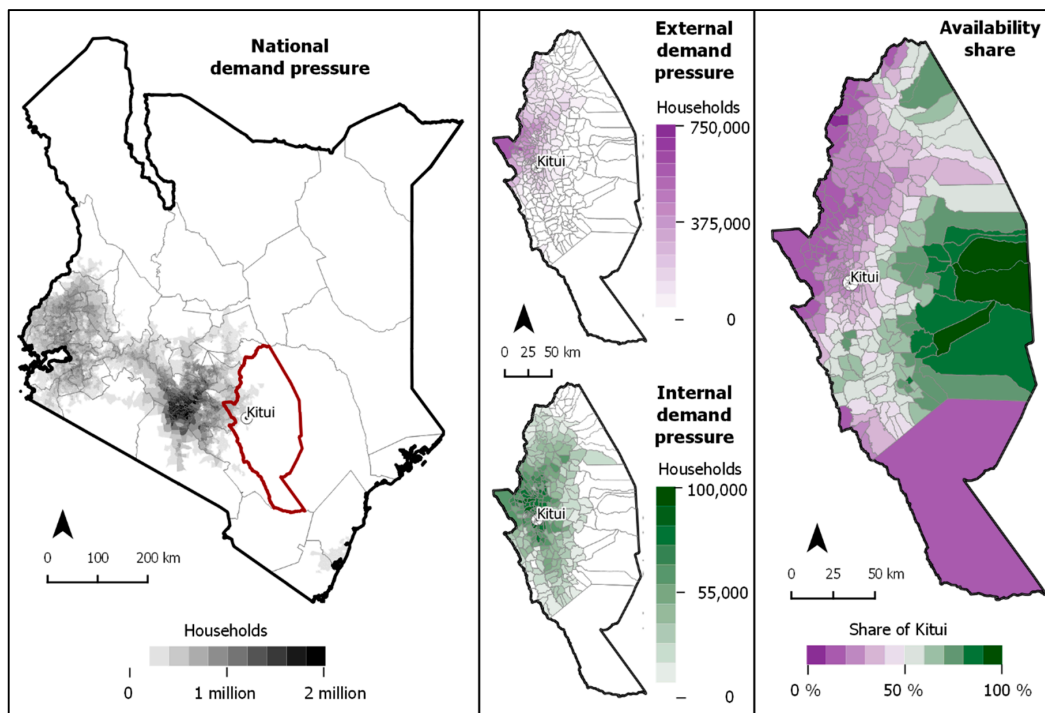 National
demand pressure
Kitui
0 100 200 km
Households
0 1 million 2 million
External
demand
pressure
Households
750,000
375,000
0
Kitui
0 25 50 km
Internal
demand
pressure
Households
100,000
55,000
0
Kitui
Availability
share
Kitui
0 25 50 km
Share of Kitui
0 % 50 % 100 %